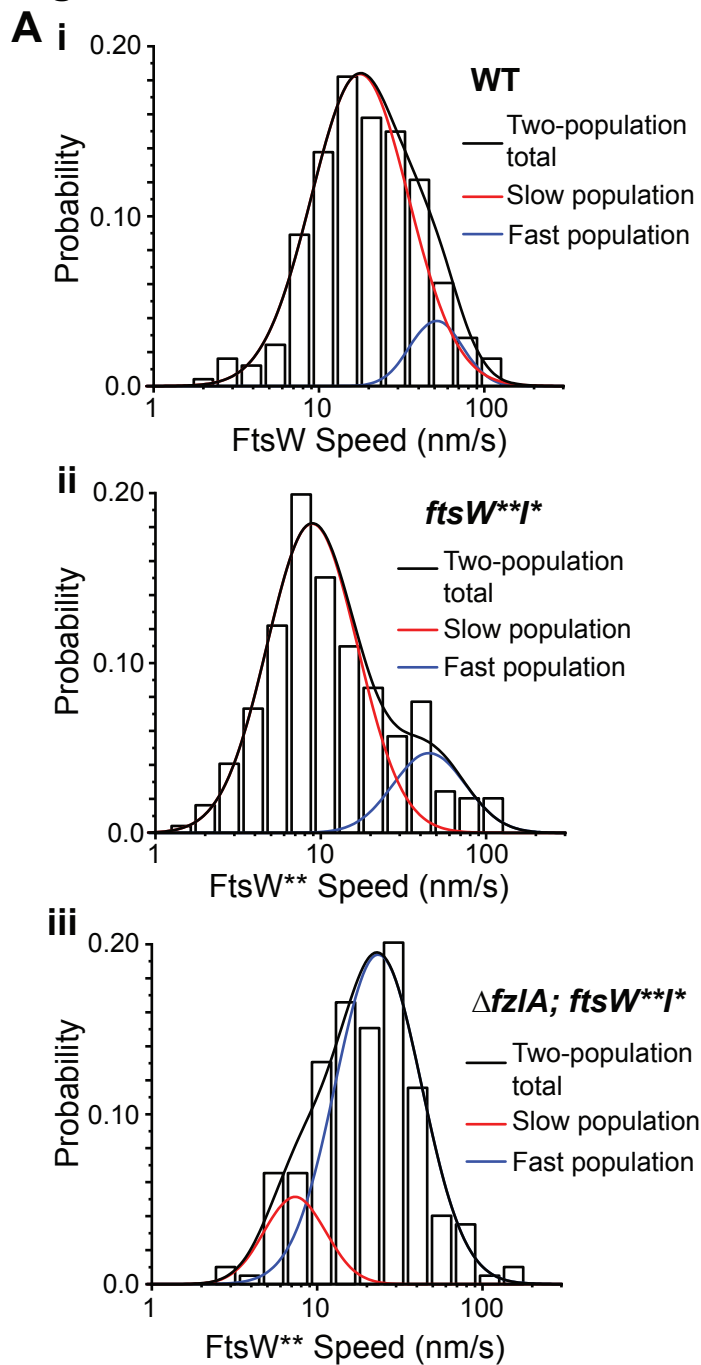 A i
0.20
WT
Two-population
total
Slow population
Fast population
Probability
0.10
0.0
1 10 100
FtsW Speed (nm/s)
ii
0.20
ftsW**I*
Two-population
total
Slow population
Fast population
Probability
0.10
0.0
1 10 100
FtsW** Speed (nm/s)
iii
0.20
ΔfzlA; ftsW**I*
Two-population
total
Slow population
Fast population
Probability
0.10
0.0
1 10 100
FtsW** Speed (nm/s)